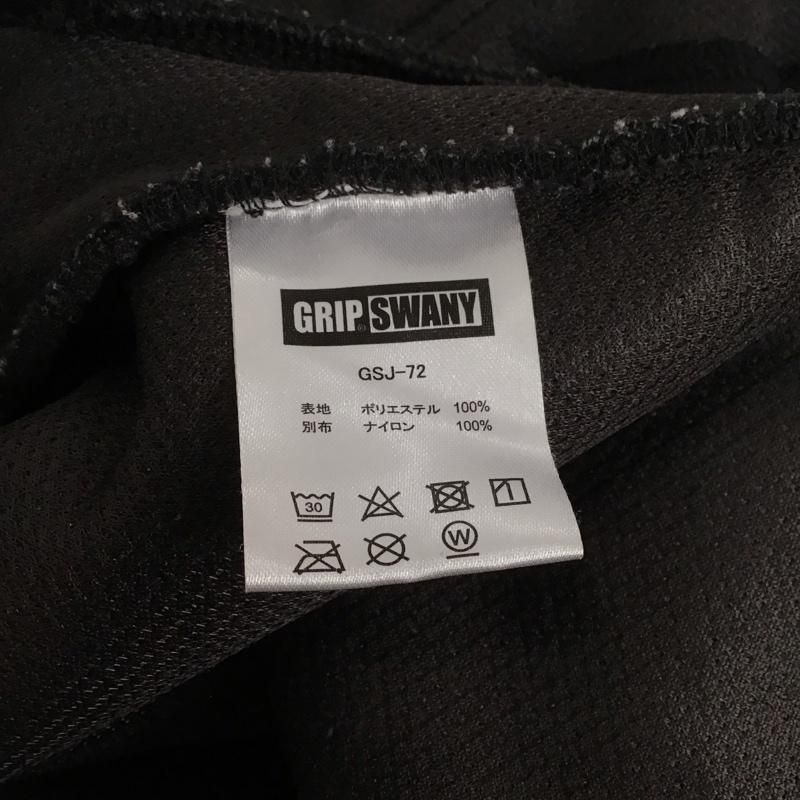 GRIP SWANY
GSJ-72
表地 ポリエステル 100%
別布 ナイロン 100%
30
W